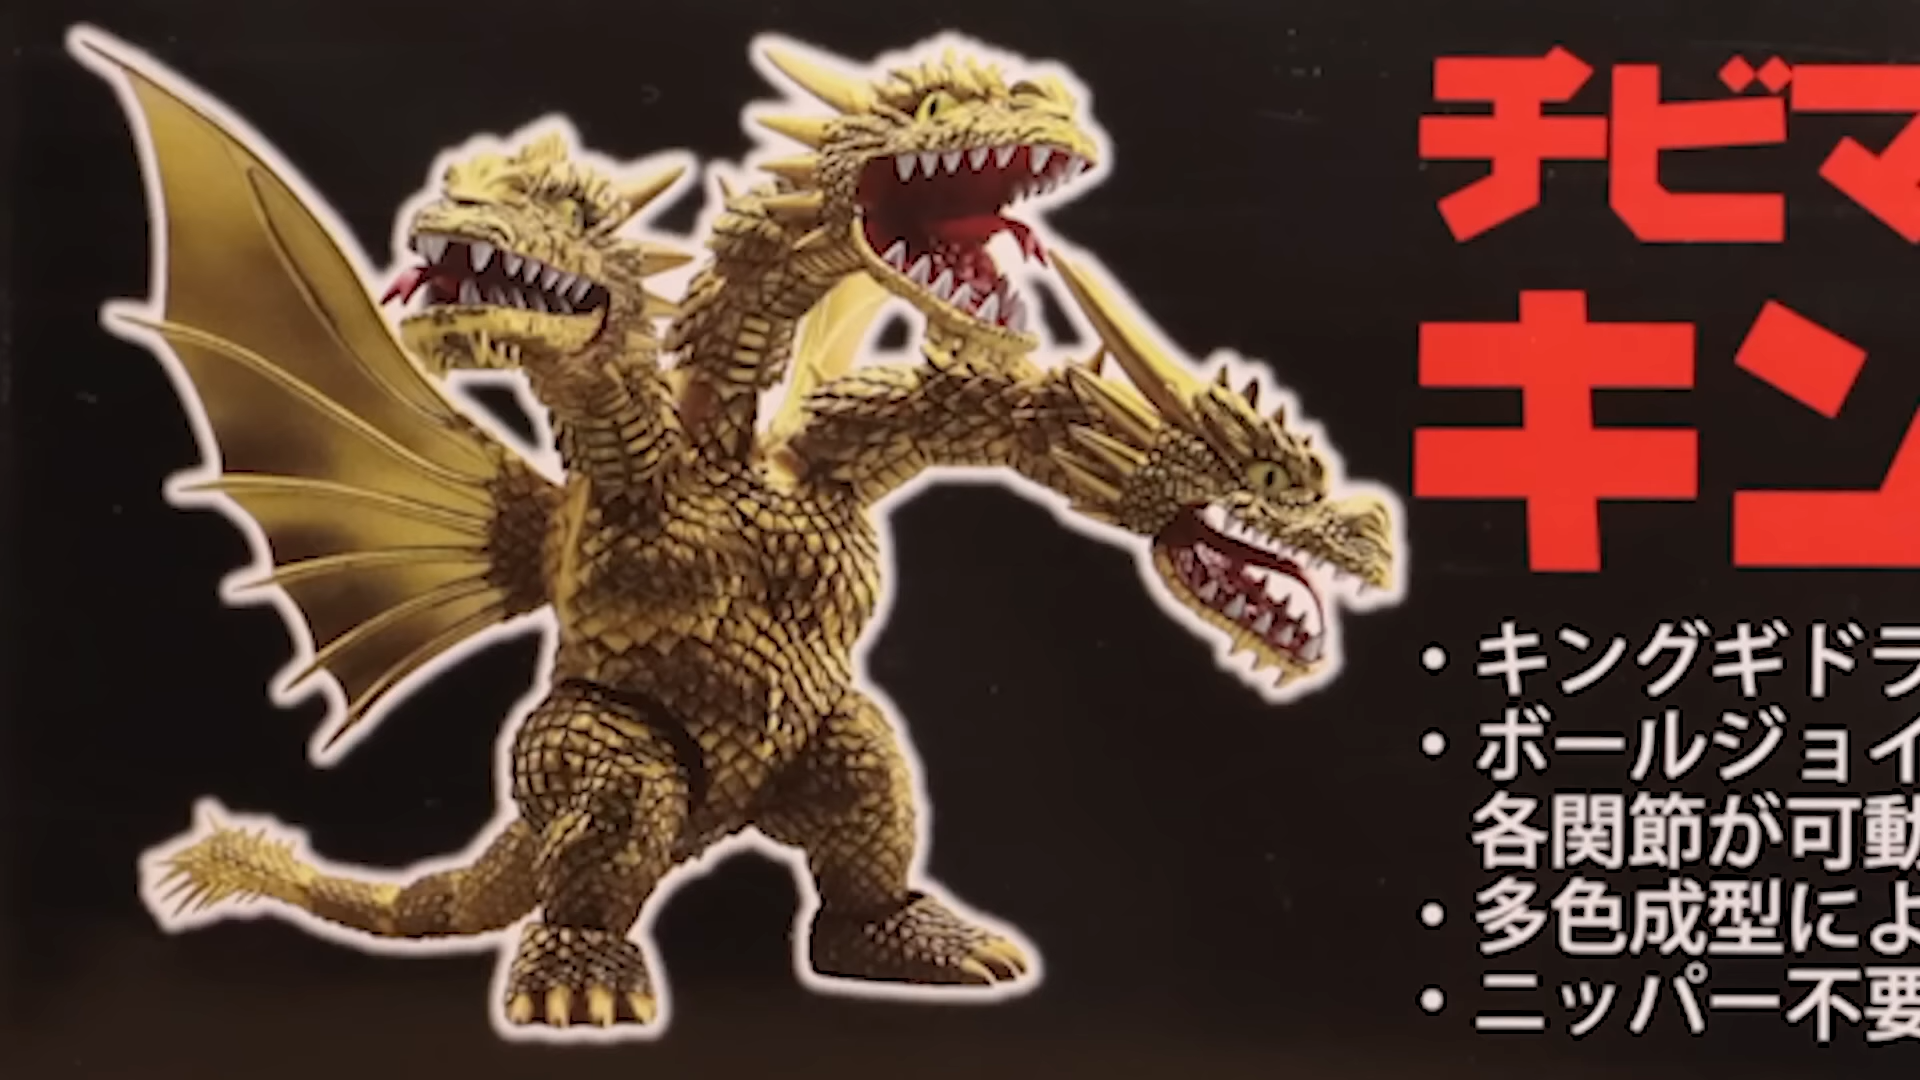 チビマ
キン
・キングギドラ
・ボールジョイ
各関節が可動
・多色成型によ
・ニッパー不要